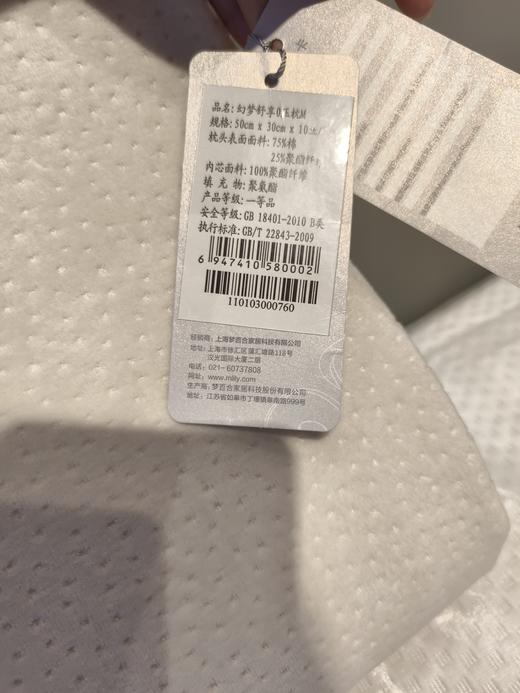 品名: 幻梦舒享0压枕M
规格: 50cm x 30cm x 10
枕头表面面料: 75%棉
25%聚酯纤
内芯面料: 100%聚酯纤维
填 充 物: 聚氨酯
产品等级: 一等品
安全等级: GB 18401-2010 B类
执行标准: GB/T 22843-2009
6 947410 580002
110103000760
经销商: 上海梦百合家居科技有限公司
地址: 上海市徐汇区蒲汇塘路118号
汉光国际大厦二层
电话: 021-60737808
网址: www.mlily.com
生产商: 梦百合家居科技股份有限公司
地址: 江苏省如皋市丁堰镇皋南路999号